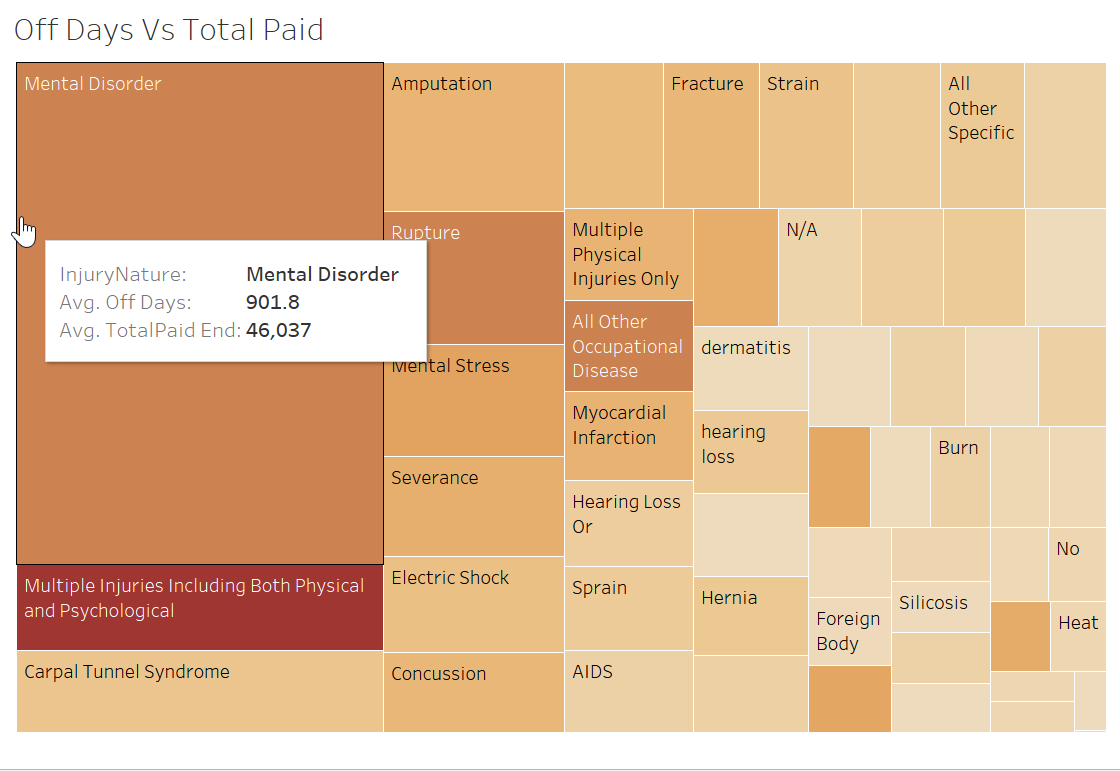 Off Days Vs Total Paid
Mental Disorder
Amputation
Fracture
Strain
All
Other
Specific
Rupture
Multiple
Physical
Injuries Only
N/A
InjuryNature: Mental Disorder
Avg. Off Days: 901.8
Avg. TotalPaid End: 46,037
All Other
Occupational
Disease
dermatitis
Mental Stress
Myocardial
Infarction
hearing
loss
Burn
Severance
Hearing Loss
Or
No
Multiple Injuries Including Both Physical
and Psychological
Electric Shock
Sprain
Hernia
Silicosis
Foreign
Body
Heat
Carpal Tunnel Syndrome
Concussion
AIDS